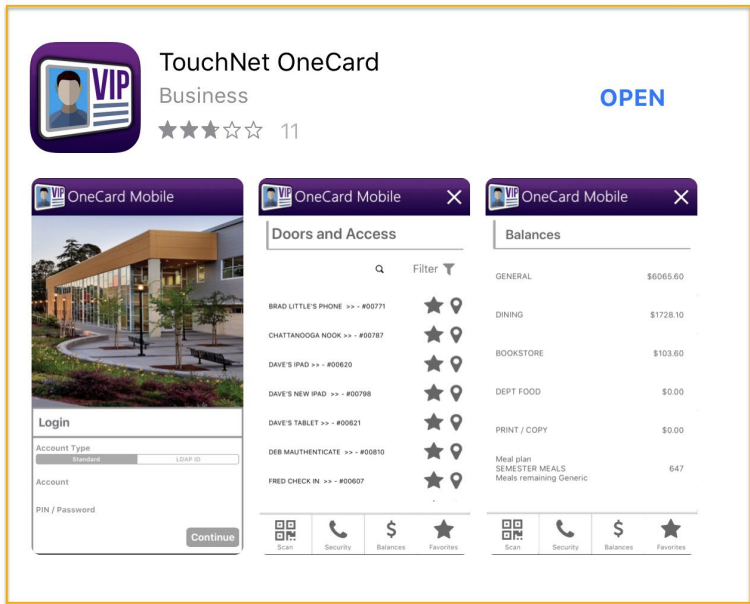 VIP
TouchNet OneCard
Business
11
OPEN
VIP OneCard Mobile
Login
Account Type
Standard LDAP ID
Account
PIN / Password
Continue
VIP OneCard Mobile X
Doors and Access
Filter
BRAD LITTLE'S PHONE >> - #00771
CHATTANOOGA NOOK >> - #00787
DAVE'S IPAD >> - #00620
DAVE'S NEW IPAD >> - #00798
DAVE'S TABLET >> - #00621
DEB MAUTHENTICATE >> - #00810
FRED CHECK IN >> - #00607
Scan Security Balances Favorites
VIP OneCard Mobile X
Balances
GENERAL $6065.60
DINING $1728.10
BOOKSTORE $103.60
DEPT FOOD $0.00
PRINT / COPY $0.00
Meal plan
SEMESTER MEALS 647
Meals remaining Generic
Scan Security Balances Favorites